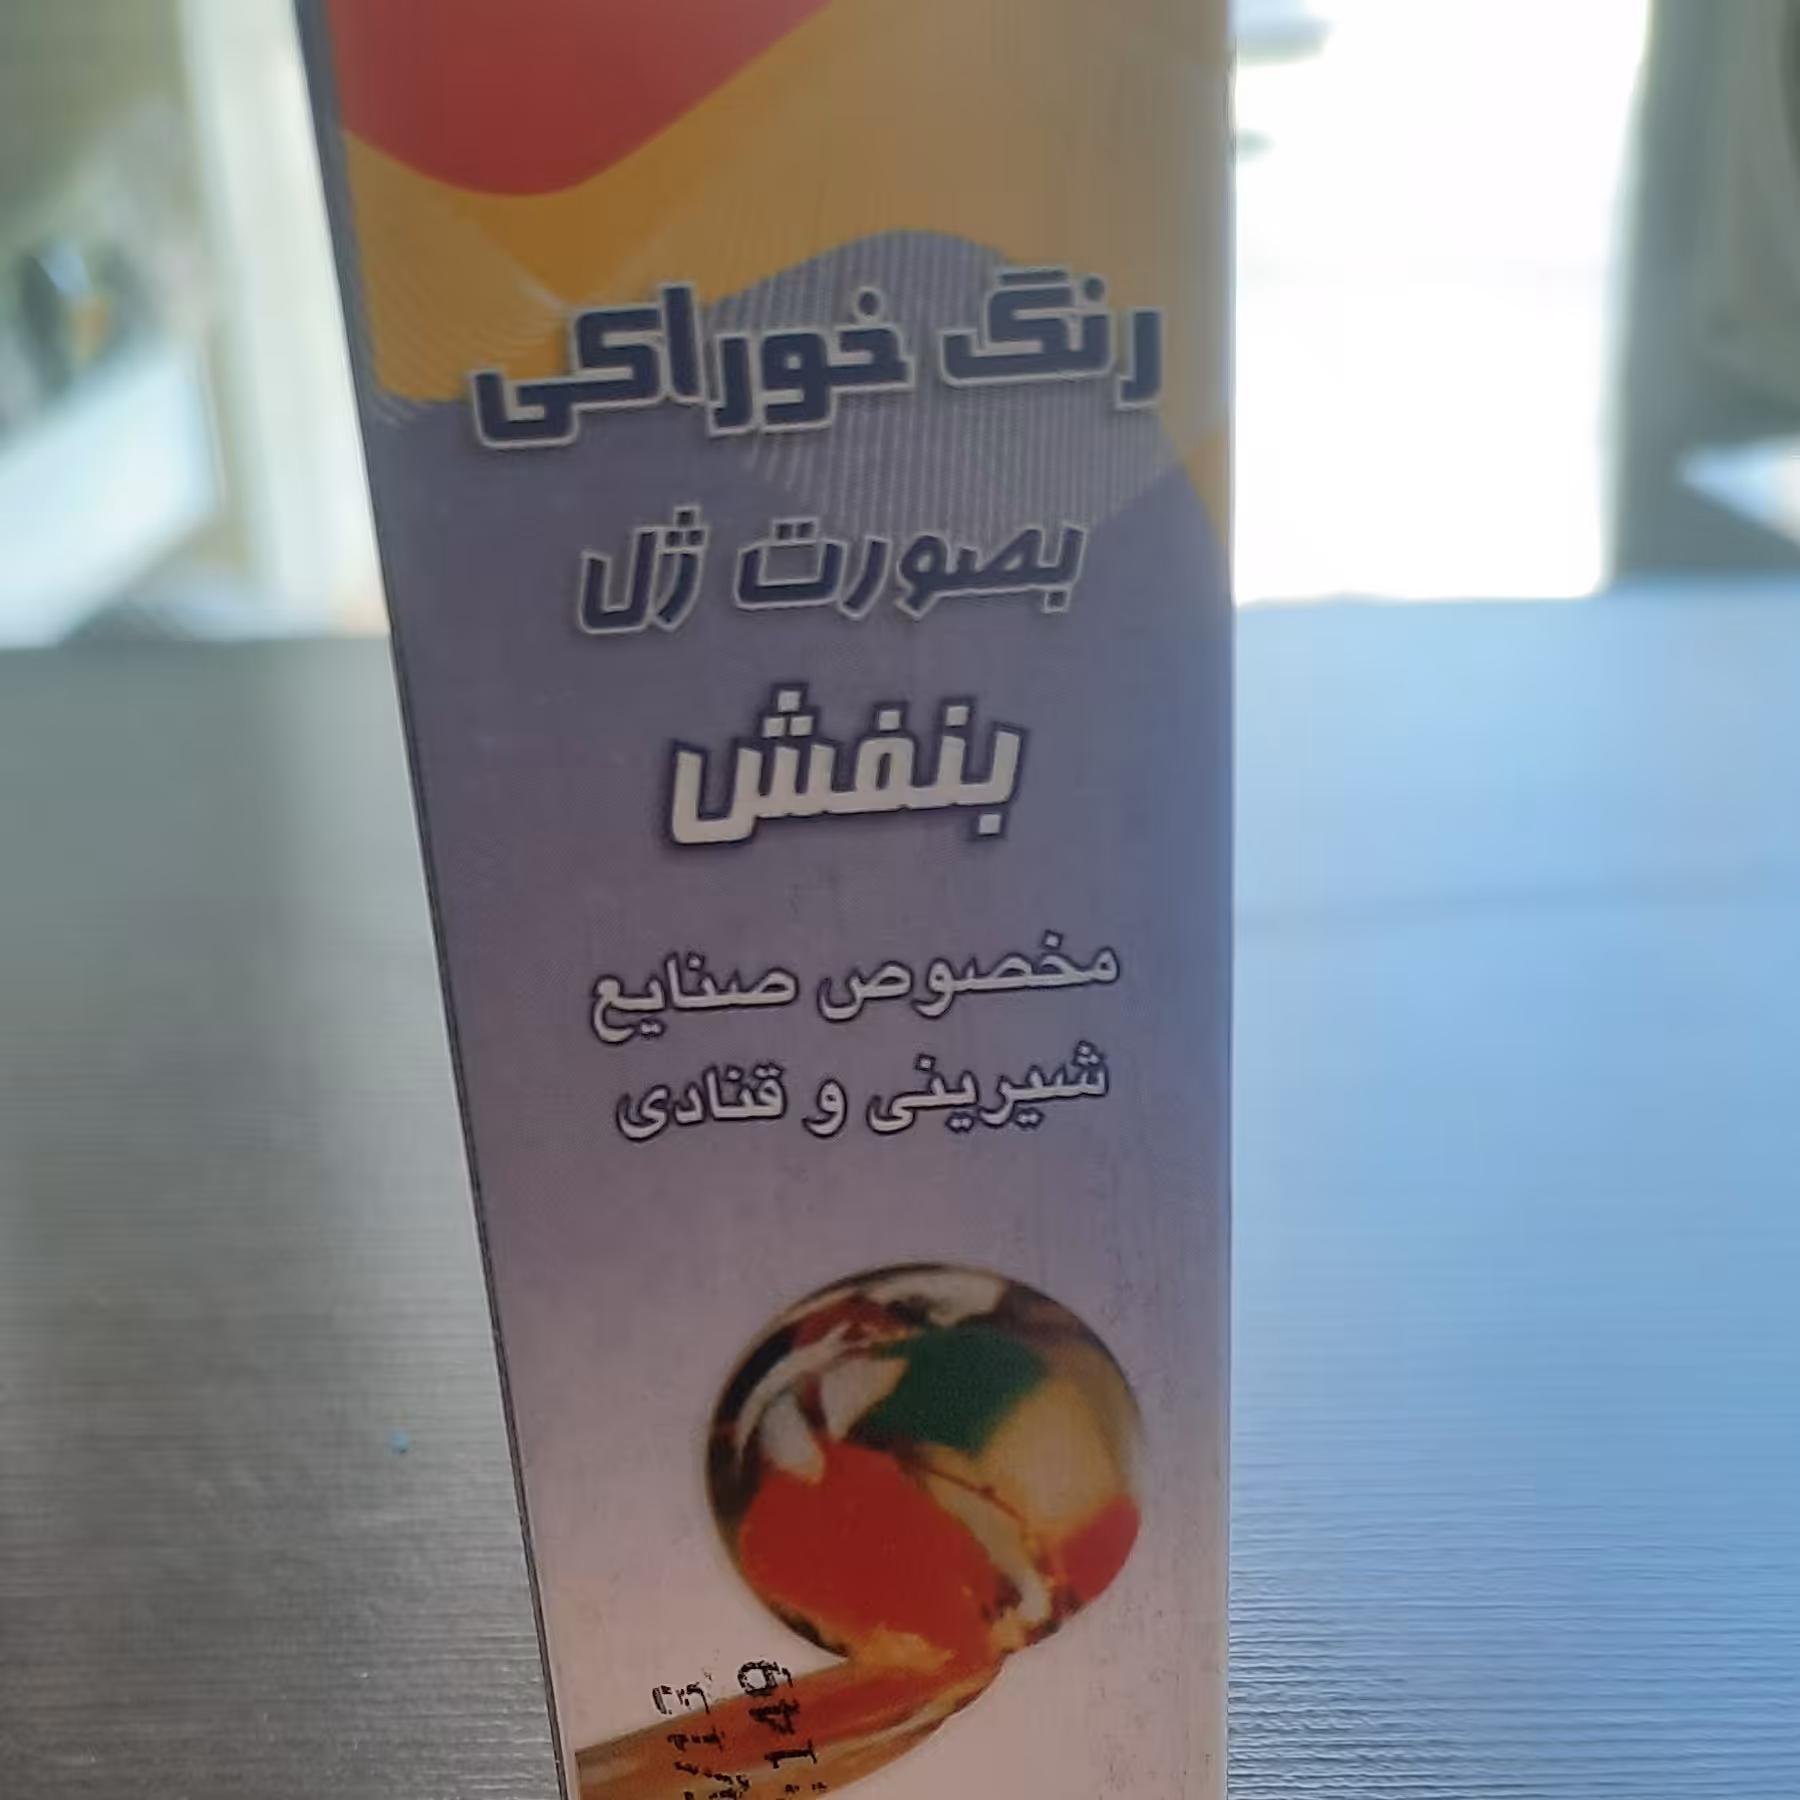 رنگ خوراکی
بصورت ژل
بنفش
مخصوص صنایع
شیرینی و قنادی